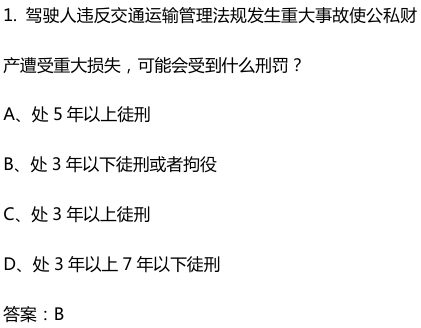 1. 驾驶人违反交通运输管理法规发生重大事故使公私财
产遭受重大损失，可能会受到什么刑罚？
A、处 5 年以上徒刑
B、处 3 年以下徒刑或者拘役
C、处 3 年以上徒刑
D、处 3 年以上 7 年以下徒刑
答案：B